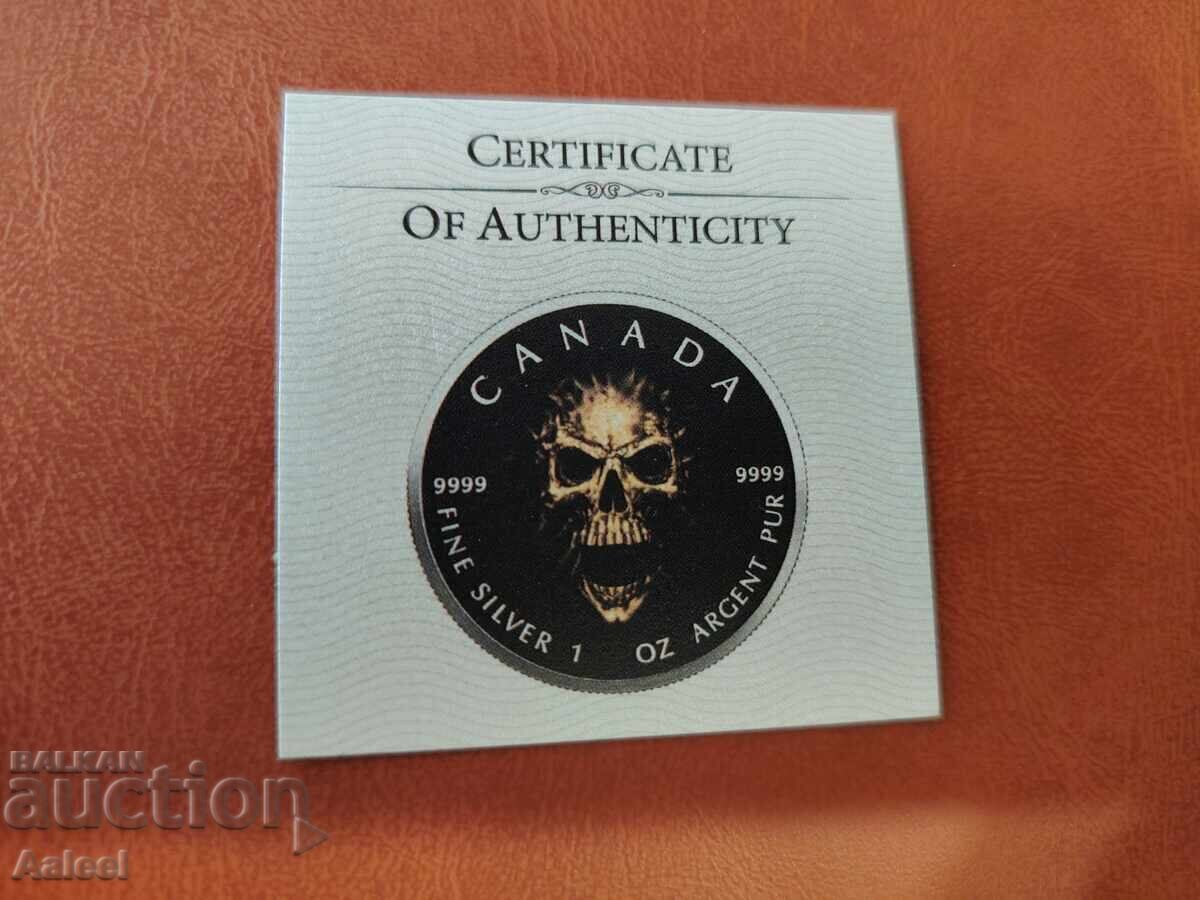 CERTIFICATE
OF AUTHENTICITY
CANADA
9999
9999
FINE SILVER 1 OZ ARGENT PUR
BALKAN
auction
Aaleel